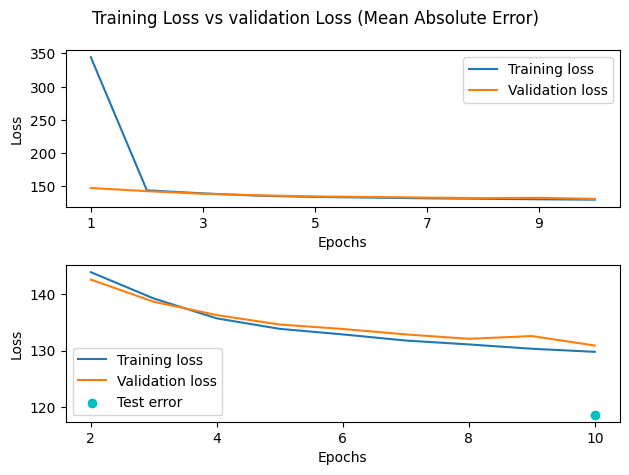 Training Loss vs validation Loss (Mean Absolute Error)
350
300
250
200
150
Loss
Training loss
Validation loss
1 3 5 7 9
Epochs
140
130
120
Loss
Training loss
Validation loss
Test error
2 4 6 8 10
Epochs